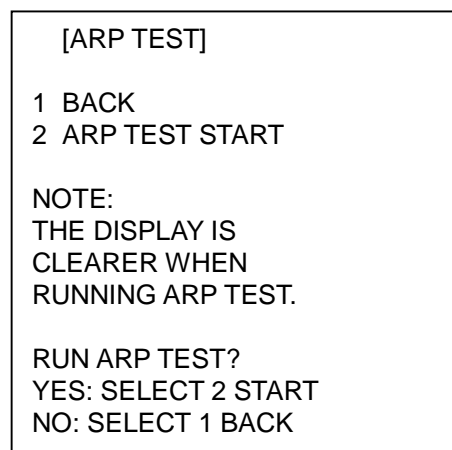 [ARP TEST]
1 BACK
2 ARP TEST START
NOTE:
THE DISPLAY IS
CLEARER WHEN
RUNNING ARP TEST.
RUN ARP TEST?
YES: SELECT 2 START
NO: SELECT 1 BACK